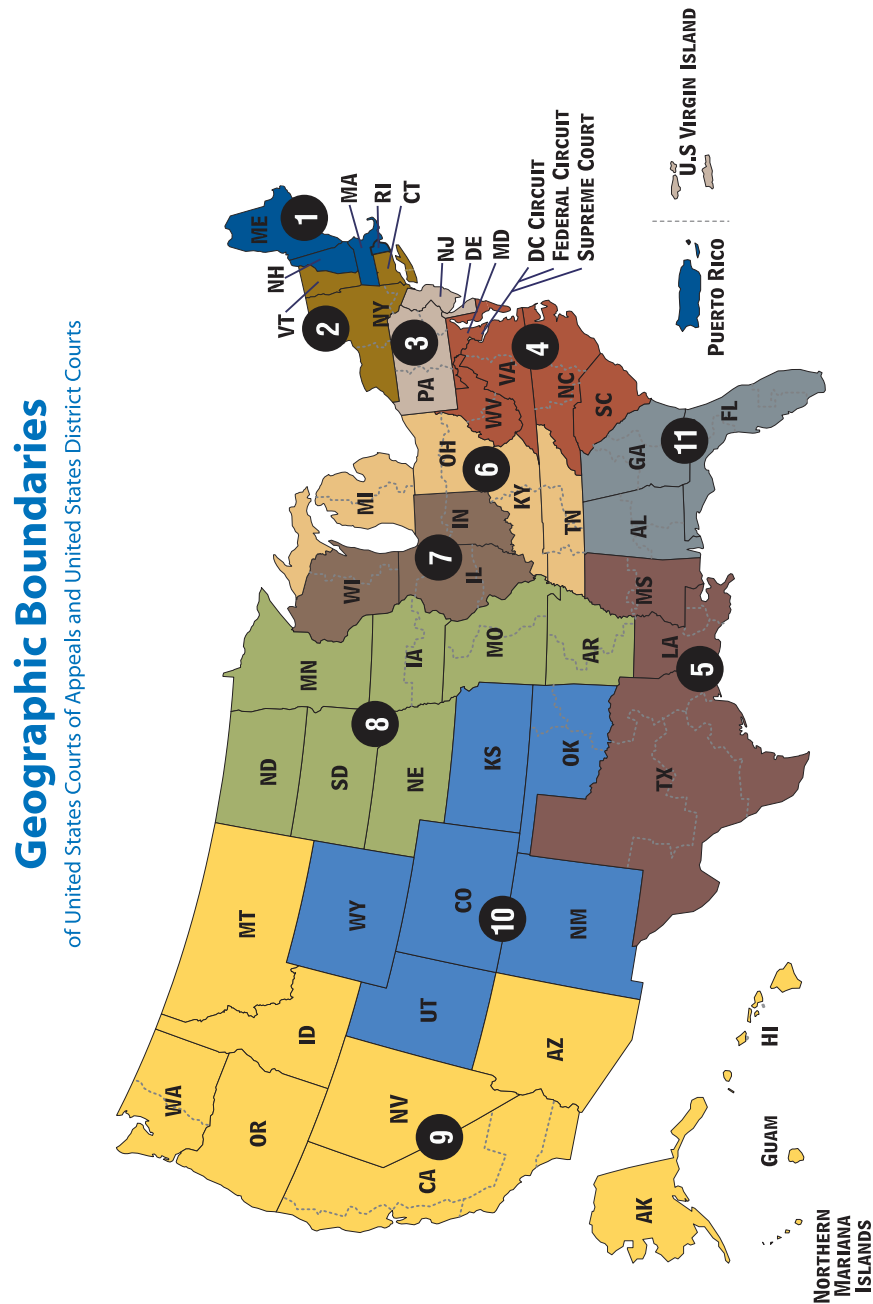 Geographic Boundaries
of United States Courts of Appeals and United States District Courts
WA
OR
CA
NV
ID
MT
AZ
9
AK
HI
GUAM
NORTHERN
MARIANA
ISLANDS
WY
UT
CO
NM
KS
OK
10
ND
SD
NE
MN
IA
MO
AR
8
TX
LA
MS
5
WI
IL
IN
7
MI
OH
KY
TN
6
AL
GA
FL
11
WV
VA
NC
SC
4
MD
PA
NJ
DE
3
NY
VT
CT
2
ME
NH
MA
RI
1
DC CIRCUIT
FEDERAL CIRCUIT
SUPREME COURT
PUERTO RICO
U.S VIRGIN ISLAND